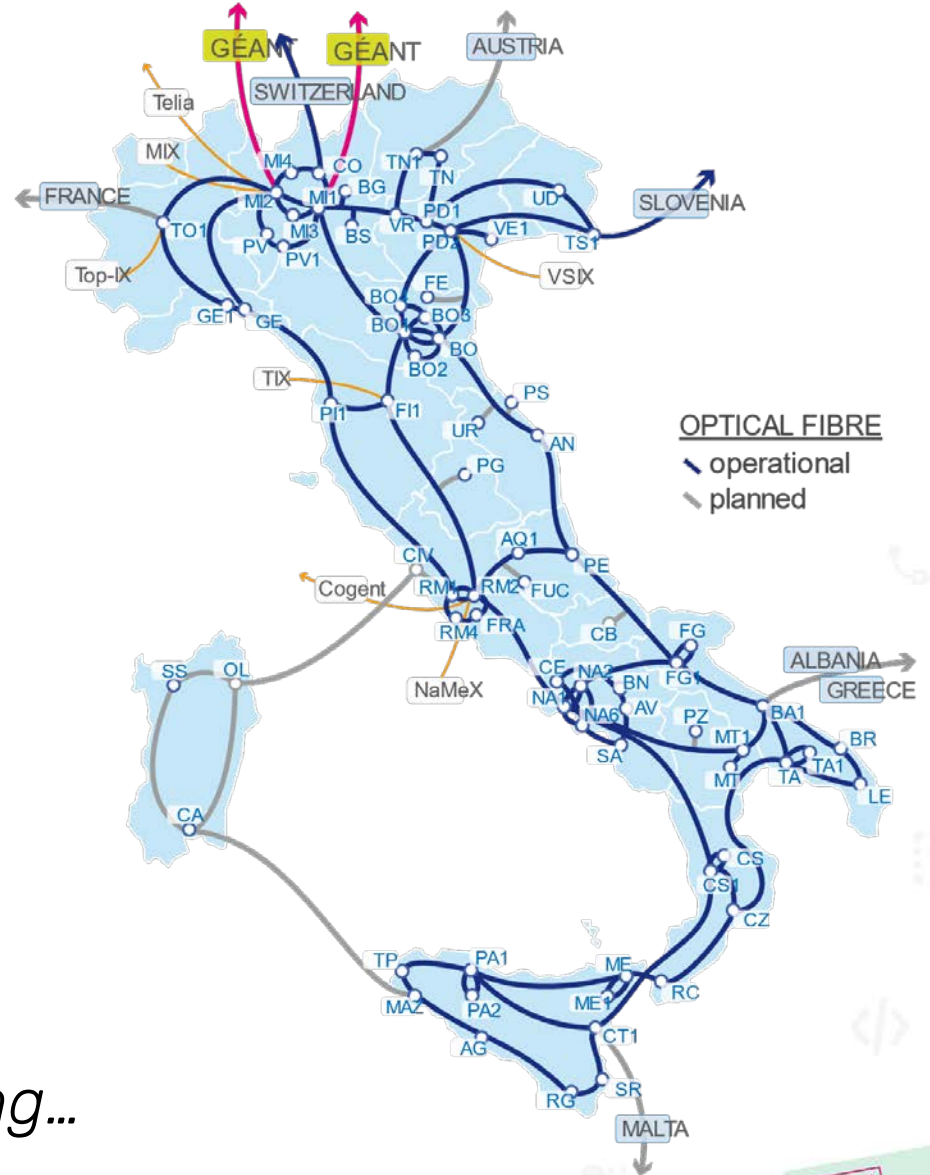 GÉANT
GÉANT
AUSTRIA
SWITZERLAND
Telia
MIX
MI4
CO
TN1
TN
FRANCE
MI2
MI1
BG
UD
SLOVENIA
TO1
MI3
BS
VR
PD1
VE1
TS1
PV
PV1
PD2
Top-IX
VSIX
FE
BO
BO3
GE1
GE
BO1
BO
BO2
TIX
PI1
FI1
PS
UR
AN
OPTICAL FIBRE
operational
planned
PG
AQ1
PE
CIV
Cogent
RM1
RM2
FUC
RM4
FRA
CB
FG
FG1
ALBANIA
GREECE
SS
OL
NaMeX
CE
NA2
BN
NA1
NA6
AV
PZ
BA1
SA
MT1
BR
MT
TA
TA1
LE
CA
CS
CS1
CZ
TP
PA1
ME
RC
MAZ
PA2
ME1
CT1
AG
RG
SR
MALTA
ng...